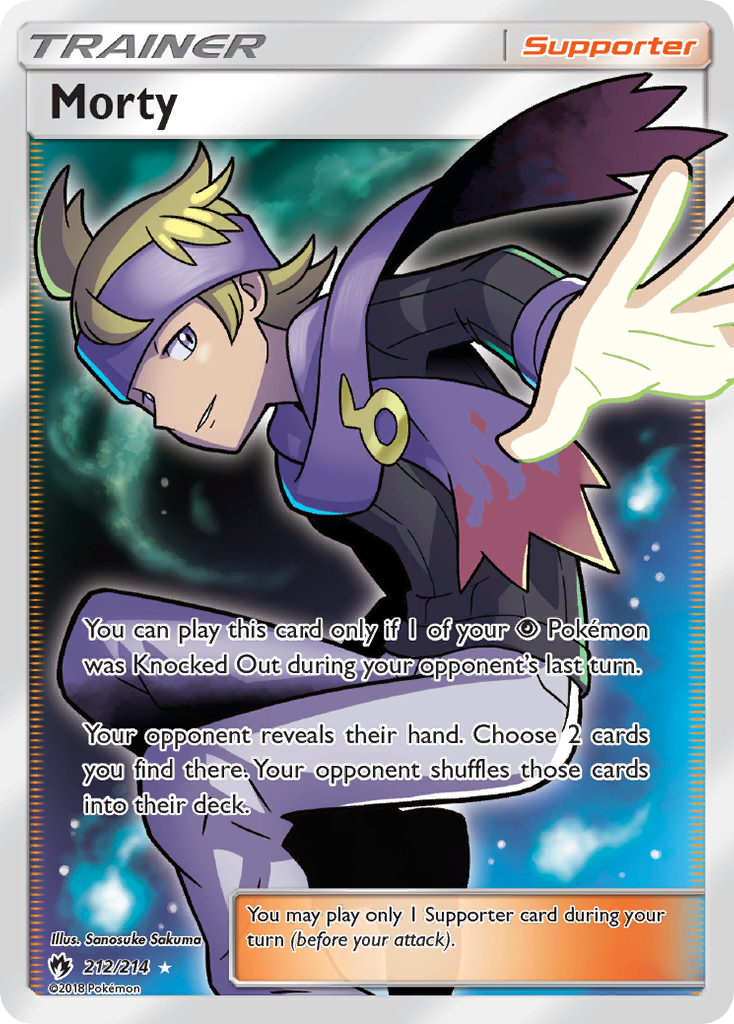 TRAINER Supporter
Morty
You can play this card only if 1 of your Pokémon
was Knocked Out during your opponent's last turn.
Your opponent reveals their hand. Choose 2 cards
you find there. Your opponent shuffles those cards
into their deck.
You may play only 1 Supporter card during your
turn (before your attack).
Illus. Sanosuke Sakuma
212/214 ★
©2018 Pokémon